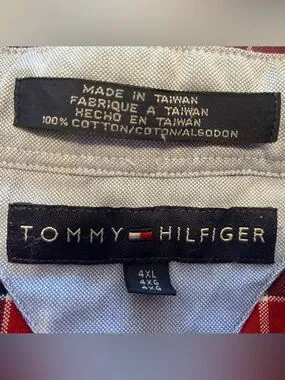 MADE IN TAIWAN
FABRIQUE A TAIWAN
HECHO EN TAIWAN
100% COTTON/COTON/ALGODON
TOMMY HILFIGER
4XL
4XG
4XG